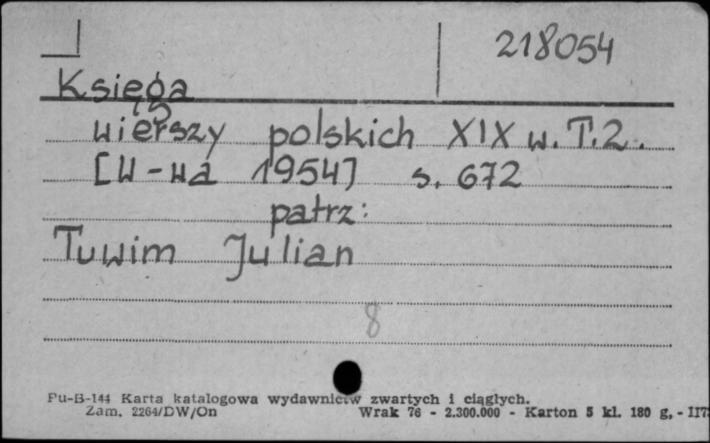 218054
Księga
wierszy polskich XIX w. T.2.
[W-wa 1954] s. 672
patrz:
Tuwim Julian
8
Pu-B-144 Karta katalogowa wydawnictw zwartych i ciągłych.
Zam. 2264/DW/On Wrak 76 - 2.300.000 - Karton 5 kl. 180 g.